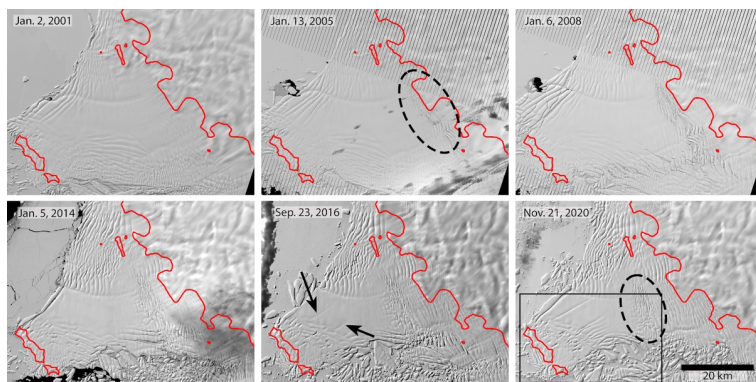 Jan. 2, 2001
Jan. 13, 2005
Jan. 6, 2008
Jan. 5, 2014
Sep. 23, 2016
Nov. 21, 2020
20 km